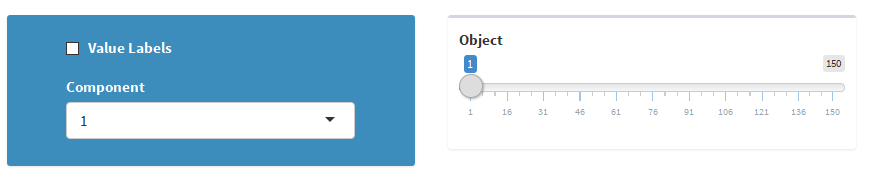 Value Labels
Component
1
Object
1 150
1 16 31 46 61 76 91 106 121 136 150